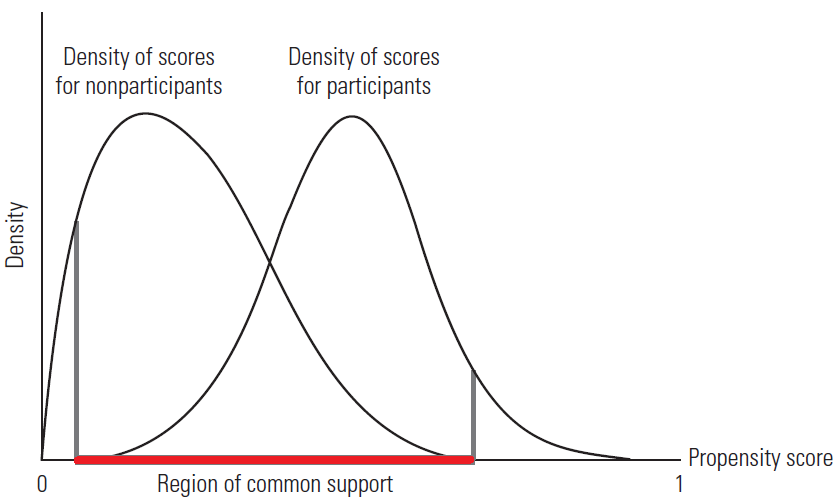 Density of scores
for nonparticipants
Density of scores
for participants
Density
Propensity score
0
Region of common support
1